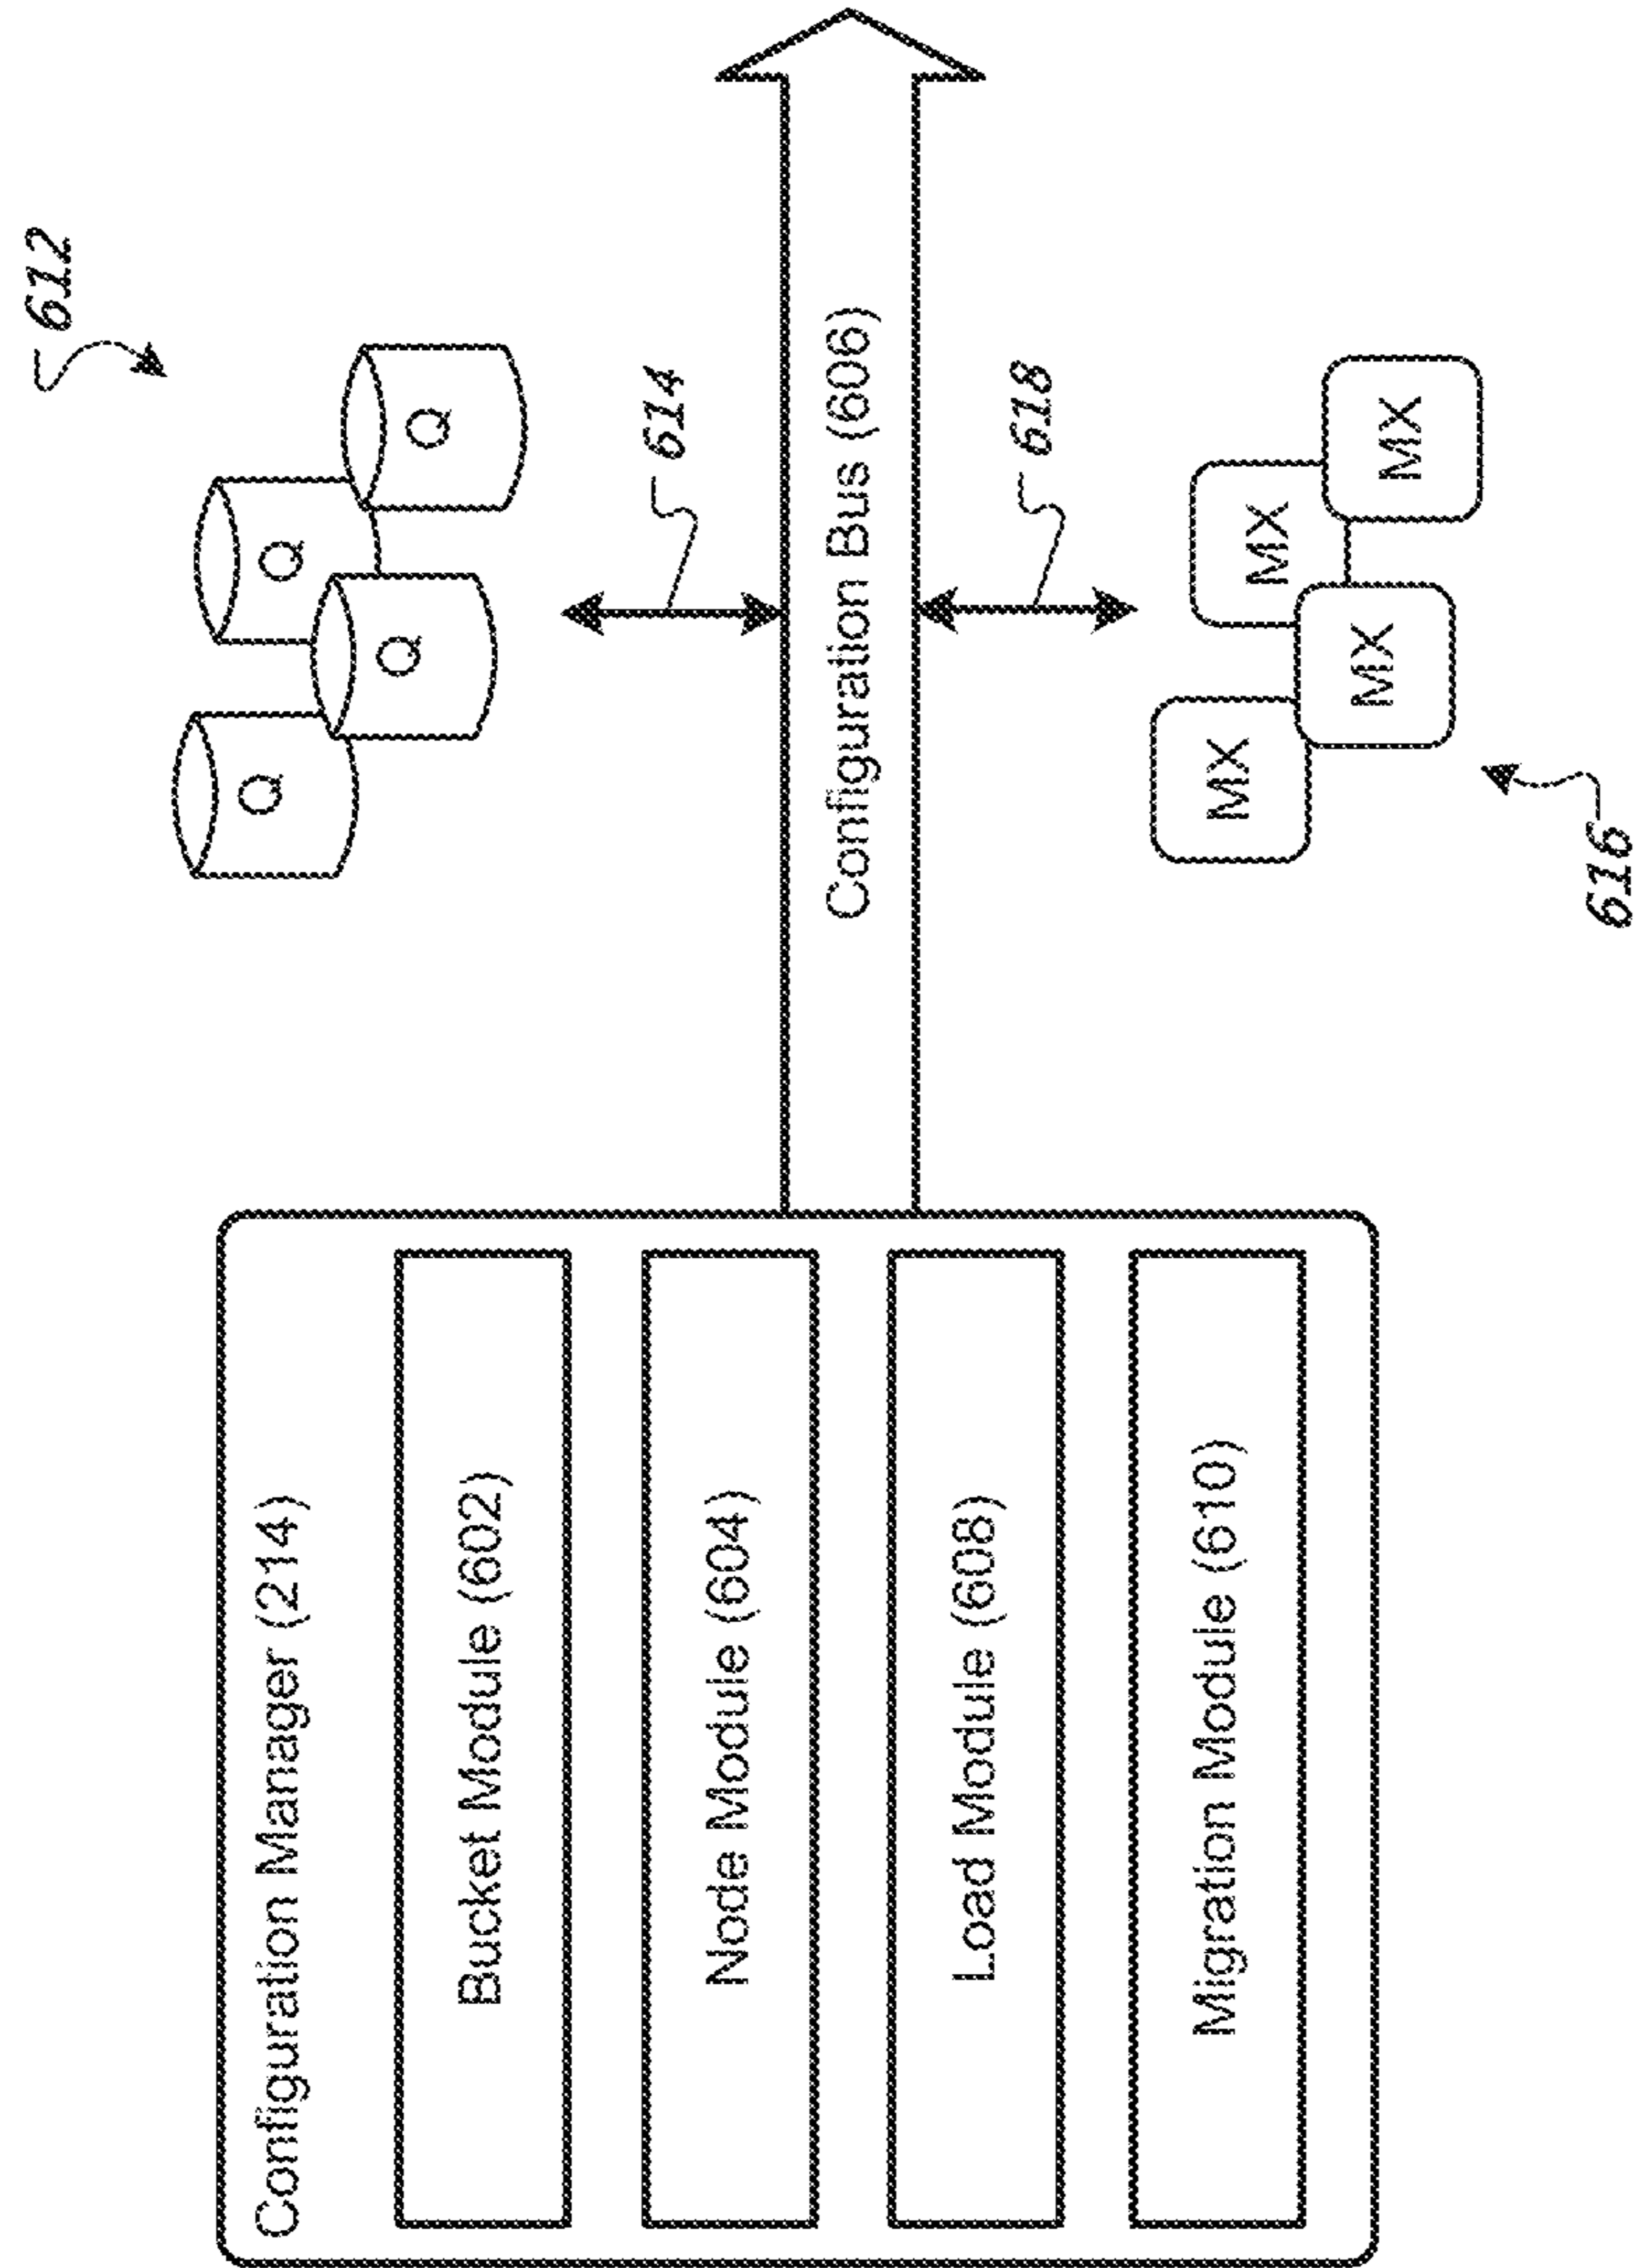 Configuration Manager (214)
Bucket Module (602)
Node Module (604)
Load Module (608)
Migration Module (610)
612
Q
Q
Q
Q
614
Configuration Bus (606)
618
MX
MX
MX
MX
616